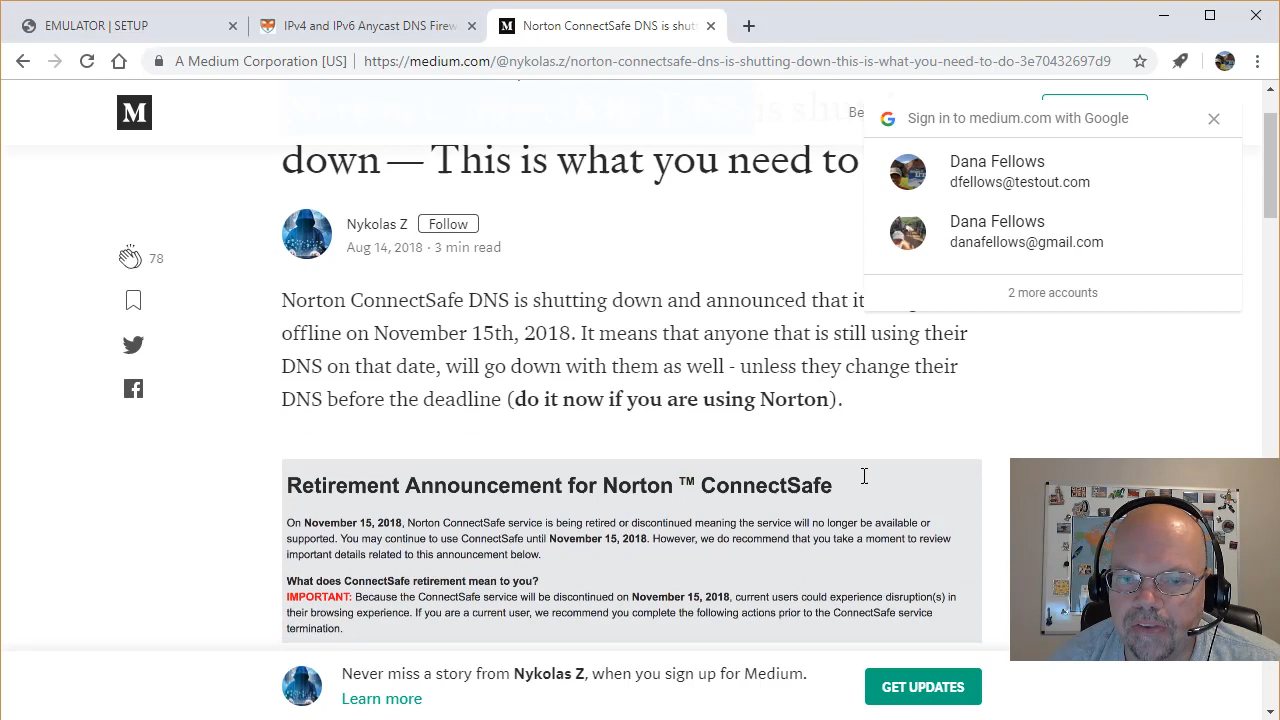 EMULATOR | SETUP
IPv4 and IPv6 Anycast DNS Firew
Norton ConnectSafe DNS is shut
A Medium Corporation [US]
https://medium.com/@nykolas.z/norton-connectsafe-dns-is-shutting-down-this-is-what-you-need-to-do-3e70432697d9
M
is shut
Be
down — This is what you need to
Sign in to medium.com with Google
Dana Fellows
dfellows@testout.com
Dana Fellows
danafellows@gmail.com
2 more accounts
Nykolas Z
Follow
Aug 14, 2018 · 3 min read
78
Norton ConnectSafe DNS is shutting down and announced that it
offline on November 15th, 2018. It means that anyone that is still using their
DNS on that date, will go down with them as well - unless they change their
DNS before the deadline (do it now if you are using Norton).
Retirement Announcement for Norton ™ ConnectSafe
On November 15, 2018, Norton ConnectSafe service is being retired or discontinued meaning the service will no longer be available or
supported. You may continue to use ConnectSafe until November 15, 2018. However, we do recommend that you take a moment to review
important details related to this announcement below.
What does ConnectSafe retirement mean to you?
IMPORTANT: Because the ConnectSafe service will be discontinued on November 15, 2018, current users could experience disruption(s) in
their browsing experience. If you are a current user, we recommend you complete the following actions prior to the ConnectSafe service
termination.
Never miss a story from Nykolas Z, when you sign up for Medium.
Learn more
GET UPDATES